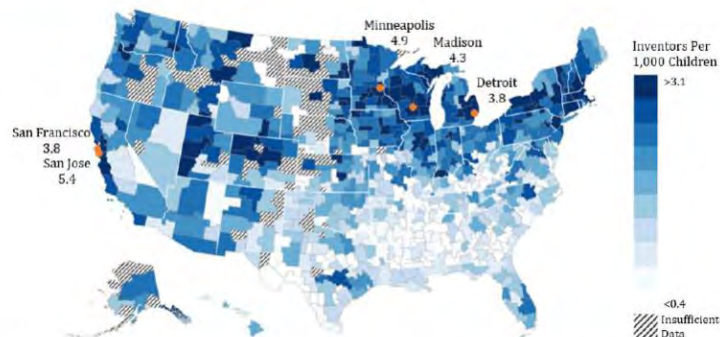 Minneapolis
4.9
Madison
4.3
Detroit
3.8
San Francisco
3.8
San Jose
5.4
Inventors Per
1,000 Children
>3.1
<0.4
Insufficient
Data